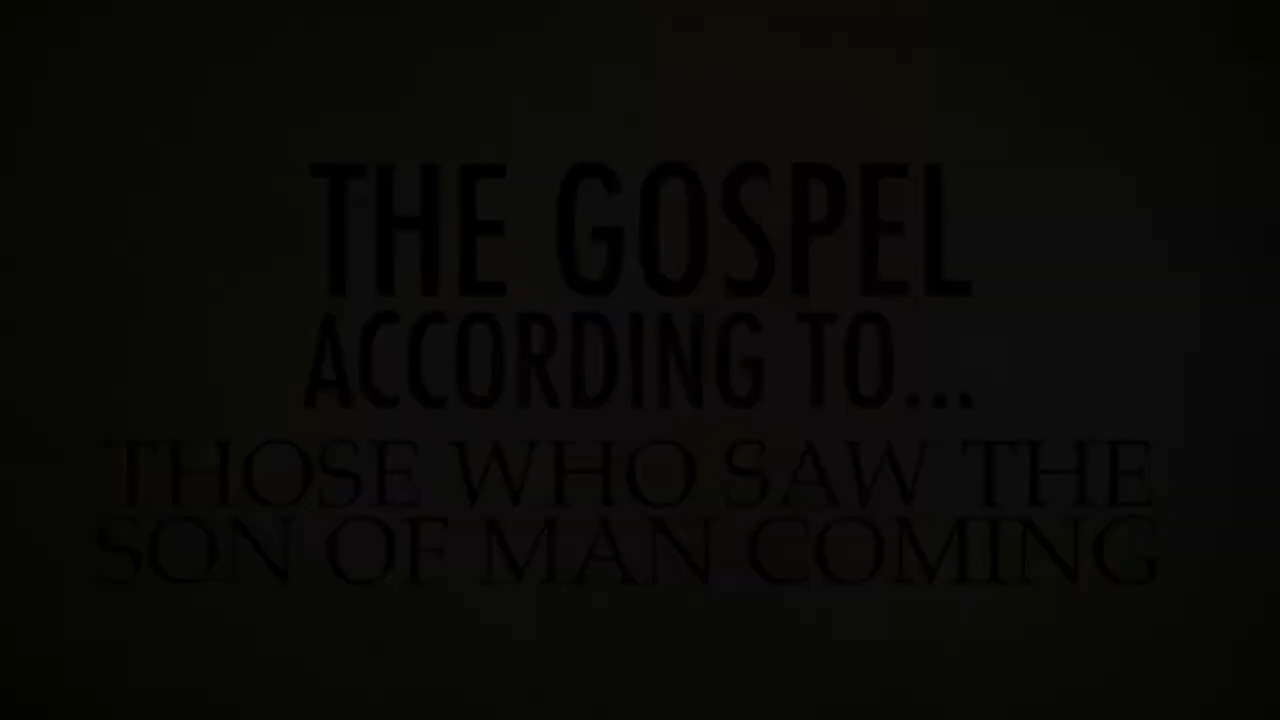 THE GOSPEL
ACCORDING TO...
THOSE WHO SAW THE
SON OF MAN COMING